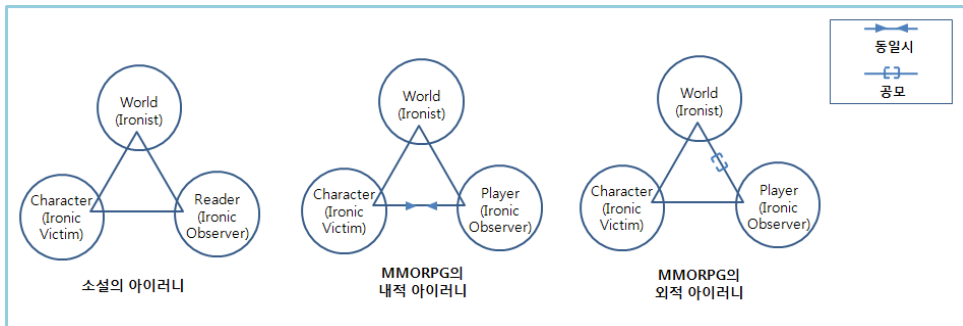 World
(Ironist)
Character
(Ironic
Victim)
Reader
(Ironic
Observer)
소설의 아이러니
World
(Ironist)
Character
(Ironic
Victim)
Player
(Ironic
Observer)
MMORPG의
내적 아이러니
World
(Ironist)
Character
(Ironic
Victim)
Player
(Ironic
Observer)
MMORPG의
외적 아이러니
동일시
공모